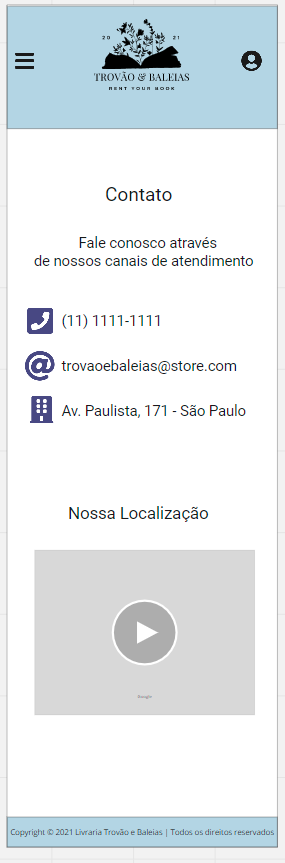 20 21
TROVÃO & BALEIAS
RENT YOUR BOOK
Contato
Fale conosco através
de nossos canais de atendimento
(11) 1111-1111
trovaoebaleias@store.com
Av. Paulista, 171 - São Paulo
Nossa Localização
Google
Copyright © 2021 Livraria Trovão e Baleias | Todos os direitos reservados